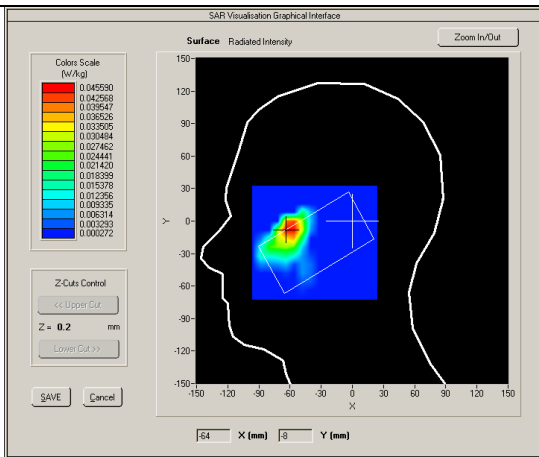 SAR Visualisation Graphical Interface
Surface Radiated Intensity
Zoom In/Out
Colors Scale
(W/kg)
0.045590
0.042568
0.039547
0.036526
0.033505
0.030484
0.027462
0.024441
0.021420
0.018399
0.015378
0.012356
0.009335
0.006314
0.003293
0.000272
Z-Cuts Control
<< Upper Cut
Z = 0.2 mm
Lower Cut >>
SAVE Cancel
150-
120-
90-
60-
30-
0-
-30-
-60-
-90-
-120-
-150-
Y
-150 -120 -90 -60 -30 0 30 60 90 120 150
X
-64 X (mm) -8 Y (mm)